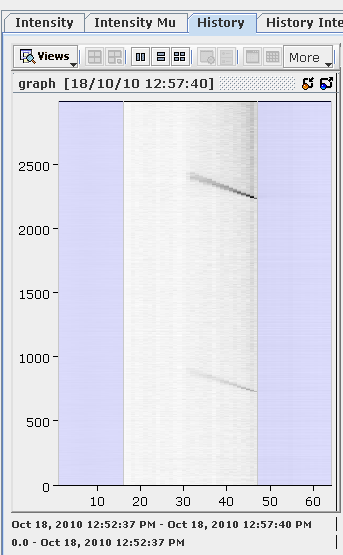 Intensity Intensity Mu History History Inte
Views More
graph [18/10/10 12:57:40]
2500
2000
1500
1000
500
0
10 20 30 40 50 60
Oct 18, 2010 12:52:37 PM - Oct 18, 2010 12:57:40 PM
0.0 - Oct 18, 2010 12:52:37 PM